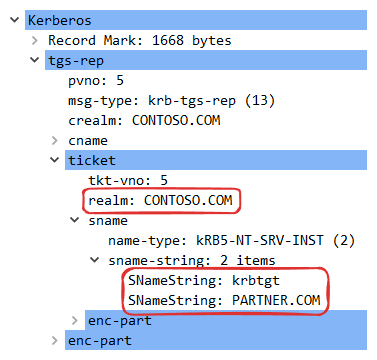 Kerberos
Record Mark: 1668 bytes
tgs-rep
pvno: 5
msg-type: krb-tgs-rep (13)
crealm: CONTOSO.COM
cname
ticket
tkt-vno: 5
realm: CONTOSO.COM
sname
name-type: kRB5-NT-SRV-INST (2)
sname-string: 2 items
SNameString: krbtgt
SNameString: PARTNER.COM
enc-part
enc-part